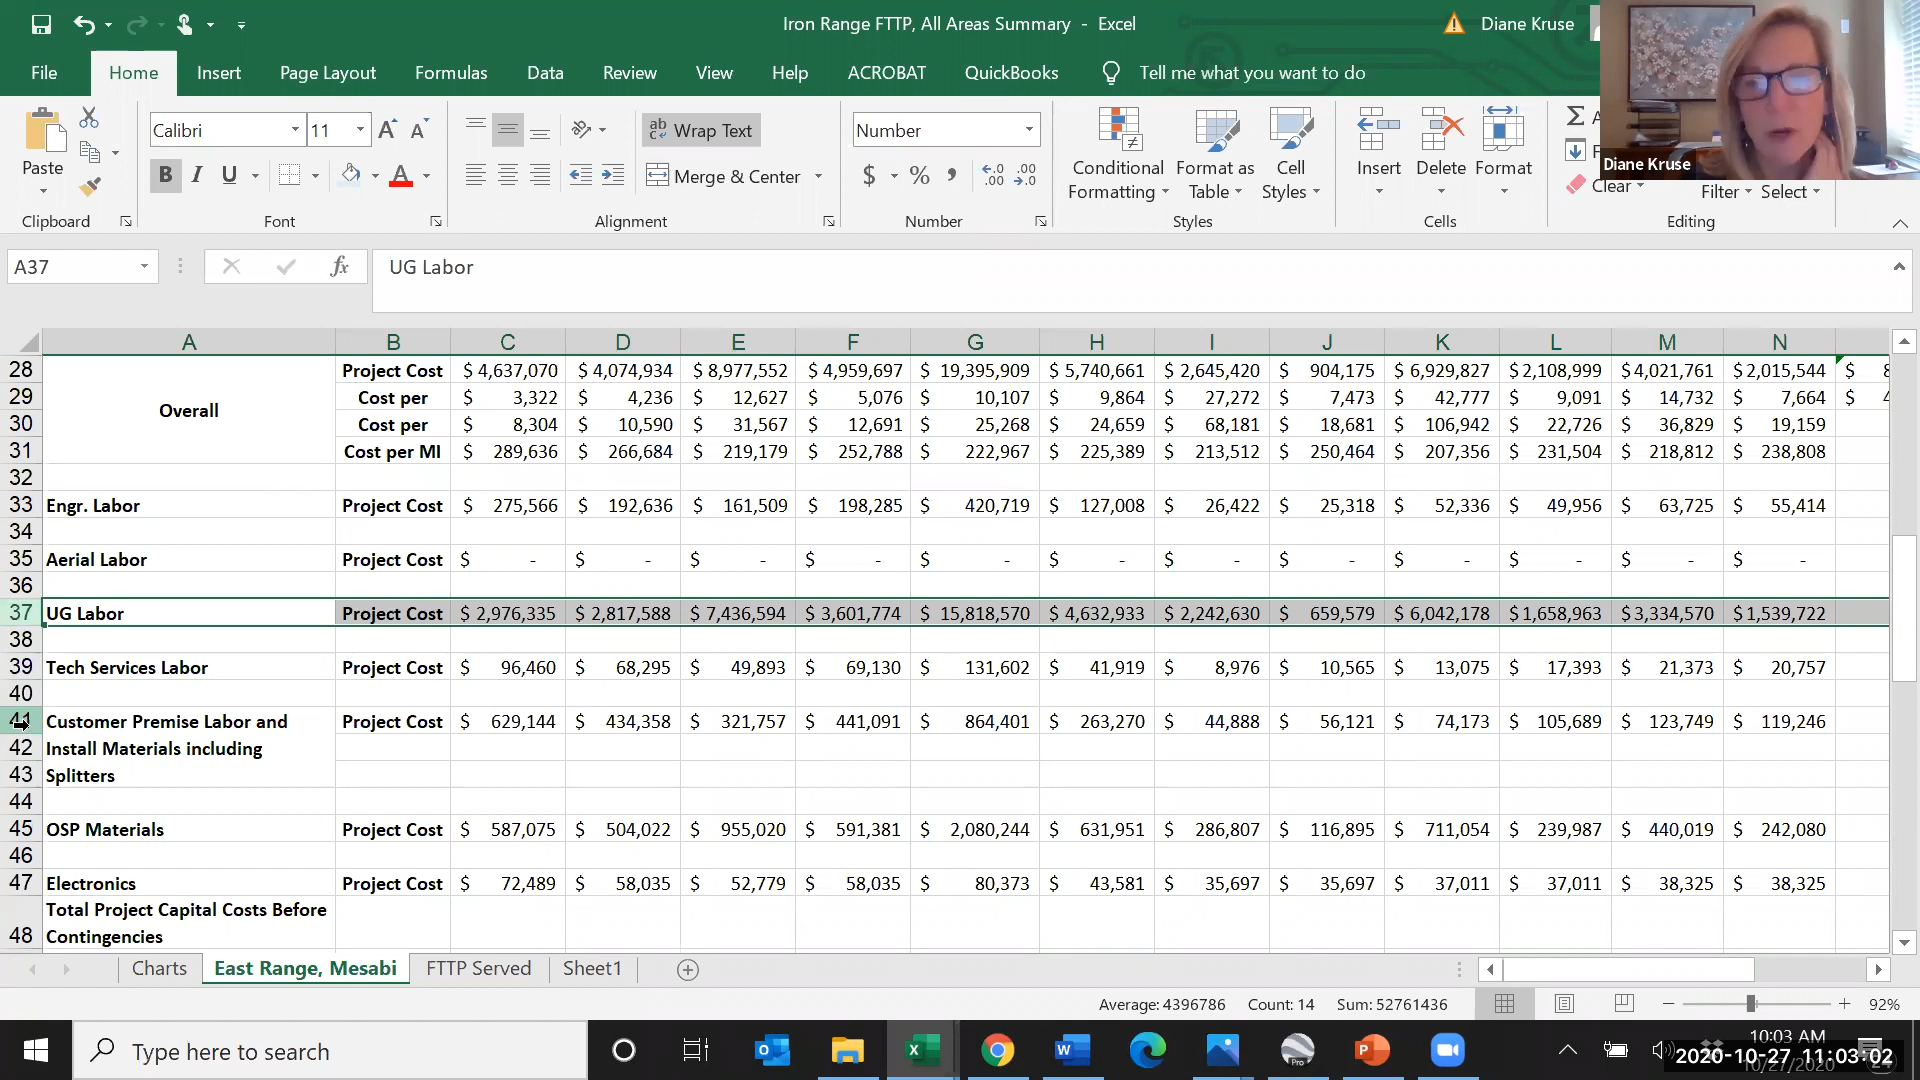 Iron Range FTTP, All Areas Summary - Excel
Diane Kruse
File Home Insert Page Layout Formulas Data Review View Help ACROBAT QuickBooks Tell me what you want to do
Calibri 11 Wrap Text Number
Paste B I U Merge & Center $ % , Conditional Formatting Format as Table Cell Styles Insert Delete Format Clear Filter Select
Clipboard Font Alignment Number Styles Cells Editing
Diane Kruse
A37 fx UG Labor
A B C D E F G H I J K L M N
28 Project Cost $ 4,637,070 $ 4,074,934 $ 8,977,552 $ 4,959,697 $ 19,395,909 $ 5,740,661 $ 2,645,420 $ 904,175 $ 6,929,827 $ 2,108,999 $ 4,021,761 $ 2,015,544 $
29 Cost per $ 3,322 $ 4,236 $ 12,627 $ 5,076 $ 10,107 $ 9,864 $ 27,272 $ 7,473 $ 42,777 $ 9,091 $ 14,732 $ 7,664 $
Overall
30 Cost per $ 8,304 $ 10,590 $ 31,567 $ 12,691 $ 25,268 $ 24,659 $ 68,181 $ 18,681 $ 106,942 $ 22,726 $ 36,829 $ 19,159
31 Cost per MI $ 289,636 $ 266,684 $ 219,179 $ 252,788 $ 222,967 $ 225,389 $ 213,512 $ 250,464 $ 207,356 $ 231,504 $ 218,812 $ 238,808
32
33 Engr. Labor Project Cost $ 275,566 $ 192,636 $ 161,509 $ 198,285 $ 420,719 $ 127,008 $ 26,422 $ 25,318 $ 52,336 $ 49,956 $ 63,725 $ 55,414
34
35 Aerial Labor Project Cost $ - $ - $ - $ - $ - $ - $ - $ - $ - $ - $ - $ -
36
37 UG Labor Project Cost $ 2,976,335 $ 2,817,588 $ 7,436,594 $ 3,601,774 $ 15,818,570 $ 4,632,933 $ 2,242,630 $ 659,579 $ 6,042,178 $ 1,658,963 $ 3,334,570 $ 1,539,722
38
39 Tech Services Labor Project Cost $ 96,460 $ 68,295 $ 49,893 $ 69,130 $ 131,602 $ 41,919 $ 8,976 $ 10,565 $ 13,075 $ 17,393 $ 21,373 $ 20,757
40
41 Customer Premise Labor and Project Cost $ 629,144 $ 434,358 $ 321,757 $ 441,091 $ 864,401 $ 263,270 $ 44,888 $ 56,121 $ 74,173 $ 105,689 $ 123,749 $ 119,246
42 Install Materials including
43 Splitters
44
45 OSP Materials Project Cost $ 587,075 $ 504,022 $ 955,020 $ 591,381 $ 2,080,244 $ 631,951 $ 286,807 $ 116,895 $ 711,054 $ 239,987 $ 440,019 $ 242,080
46
47 Electronics Project Cost $ 72,489 $ 58,035 $ 52,779 $ 58,035 $ 80,373 $ 43,581 $ 35,697 $ 35,697 $ 37,011 $ 37,011 $ 38,325 $ 38,325
Total Project Capital Costs Before
48 Contingencies
Charts East Range, Mesabi FTTP Served Sheet1
Average: 4396786 Count: 14 Sum: 52761436 92%
Type here to search
10:03 AM
10/27/2020
2020-10-27 11:03:02